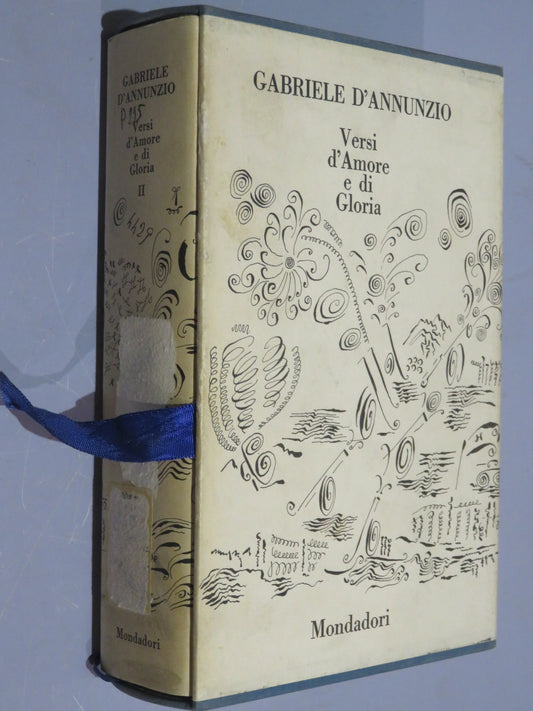 GABRIELE
D'ANNUNZIO
Versi
d'Amore
e di
Gloria
II
Mondadori
GABRIELE D'ANNUNZIO
Versi
d'Amore
e di
Gloria
Mondadori